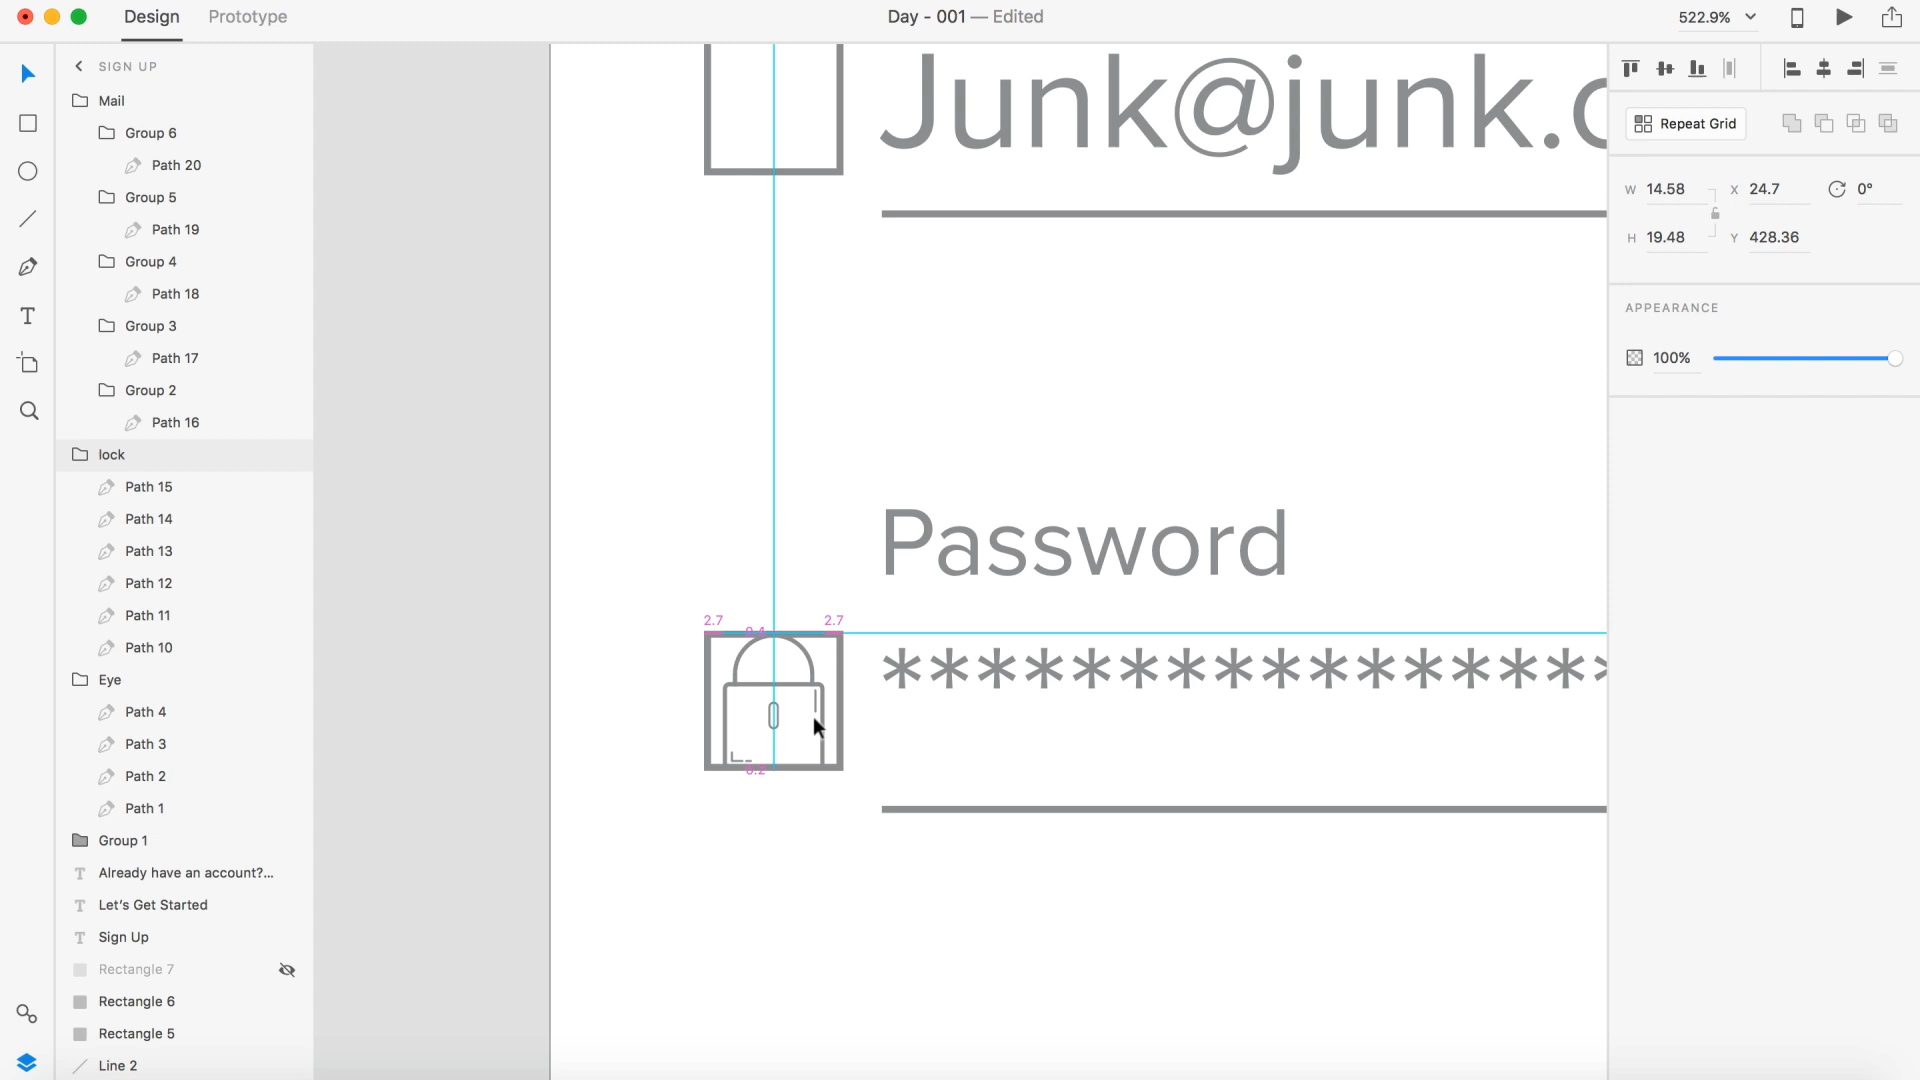 Design Prototype Day - 001 — Edited 522.9%
SIGN UP
Mail
Group 6
Path 20
Group 5
Path 19
Group 4
Path 18
Group 3
Path 17
Group 2
Path 16
lock
Path 15
Path 14
Path 13
Path 12
Path 11
Path 10
Eye
Path 4
Path 3
Path 2
Path 1
Group 1
Already have an account?...
Let's Get Started
Sign Up
Rectangle 7
Rectangle 6
Rectangle 5
Line 2
Junk@junk.c
Password
2.7 2.7
0.4
****************
0.2
Repeat Grid
W 14.58 X 24.7 0°
H 19.48 Y 428.36
APPEARANCE
100%